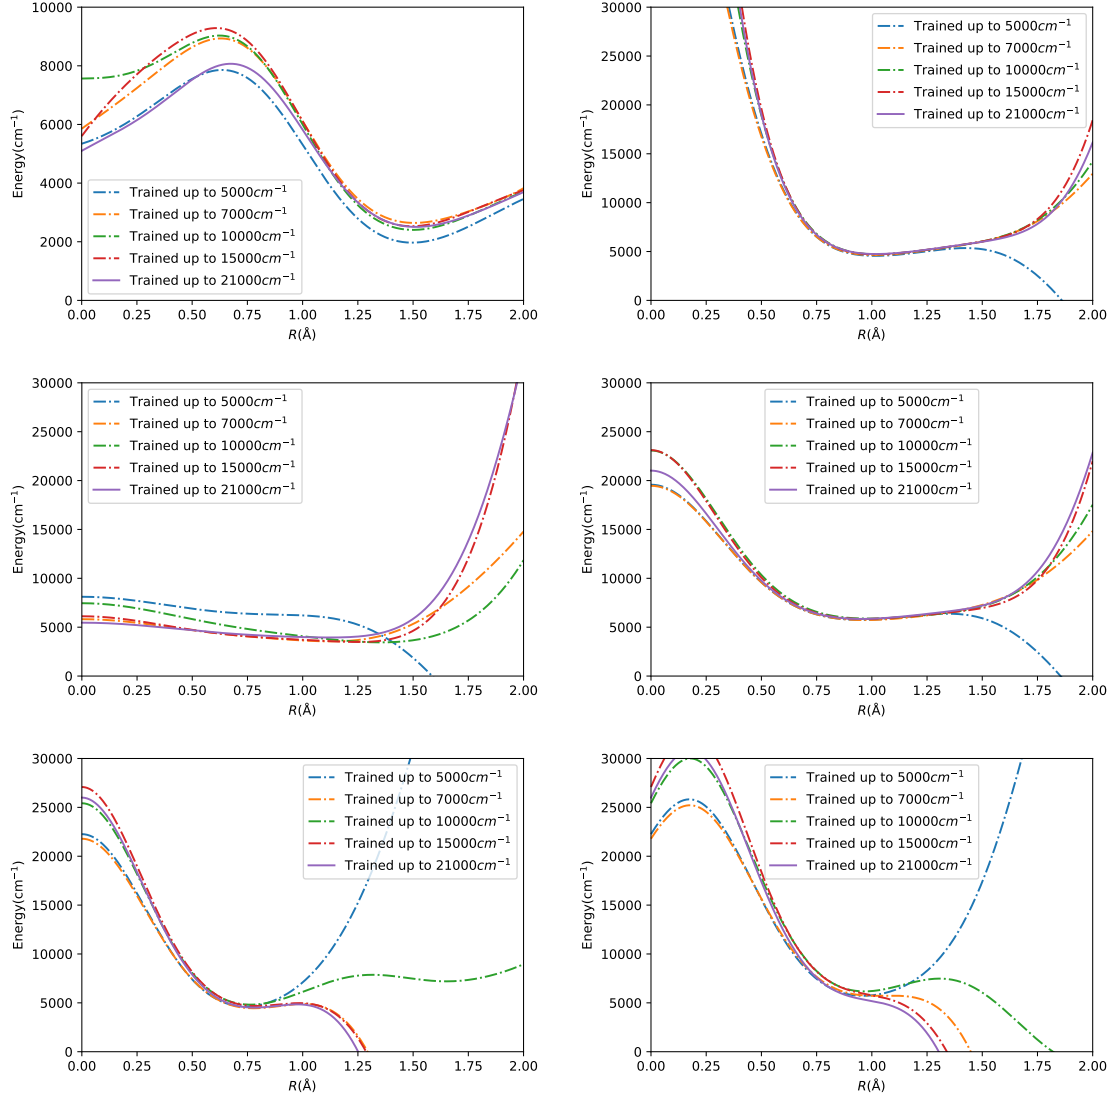 10000
8000
6000
4000
2000
0
Energy(cm⁻¹)
Trained up to 5000cm⁻¹
Trained up to 7000cm⁻¹
Trained up to 10000cm⁻¹
Trained up to 15000cm⁻¹
Trained up to 21000cm⁻¹
0.00 0.25 0.50 0.75 1.00 1.25 1.50 1.75 2.00
R(Å)
30000
25000
20000
15000
10000
5000
0
Energy(cm⁻¹)
Trained up to 5000cm⁻¹
Trained up to 7000cm⁻¹
Trained up to 10000cm⁻¹
Trained up to 15000cm⁻¹
Trained up to 21000cm⁻¹
0.00 0.25 0.50 0.75 1.00 1.25 1.50 1.75 2.00
R(Å)
30000
25000
20000
15000
10000
5000
0
Energy(cm⁻¹)
Trained up to 5000cm⁻¹
Trained up to 7000cm⁻¹
Trained up to 10000cm⁻¹
Trained up to 15000cm⁻¹
Trained up to 21000cm⁻¹
0.00 0.25 0.50 0.75 1.00 1.25 1.50 1.75 2.00
R(Å)
30000
25000
20000
15000
10000
5000
0
Energy(cm⁻¹)
Trained up to 5000cm⁻¹
Trained up to 7000cm⁻¹
Trained up to 10000cm⁻¹
Trained up to 15000cm⁻¹
Trained up to 21000cm⁻¹
0.00 0.25 0.50 0.75 1.00 1.25 1.50 1.75 2.00
R(Å)
30000
25000
20000
15000
10000
5000
0
Energy(cm⁻¹)
Trained up to 5000cm⁻¹
Trained up to 7000cm⁻¹
Trained up to 10000cm⁻¹
Trained up to 15000cm⁻¹
Trained up to 21000cm⁻¹
0.00 0.25 0.50 0.75 1.00 1.25 1.50 1.75 2.00
R(Å)
30000
25000
20000
15000
10000
5000
0
Energy(cm⁻¹)
Trained up to 5000cm⁻¹
Trained up to 7000cm⁻¹
Trained up to 10000cm⁻¹
Trained up to 15000cm⁻¹
Trained up to 21000cm⁻¹
0.00 0.25 0.50 0.75 1.00 1.25 1.50 1.75 2.00
R(Å)